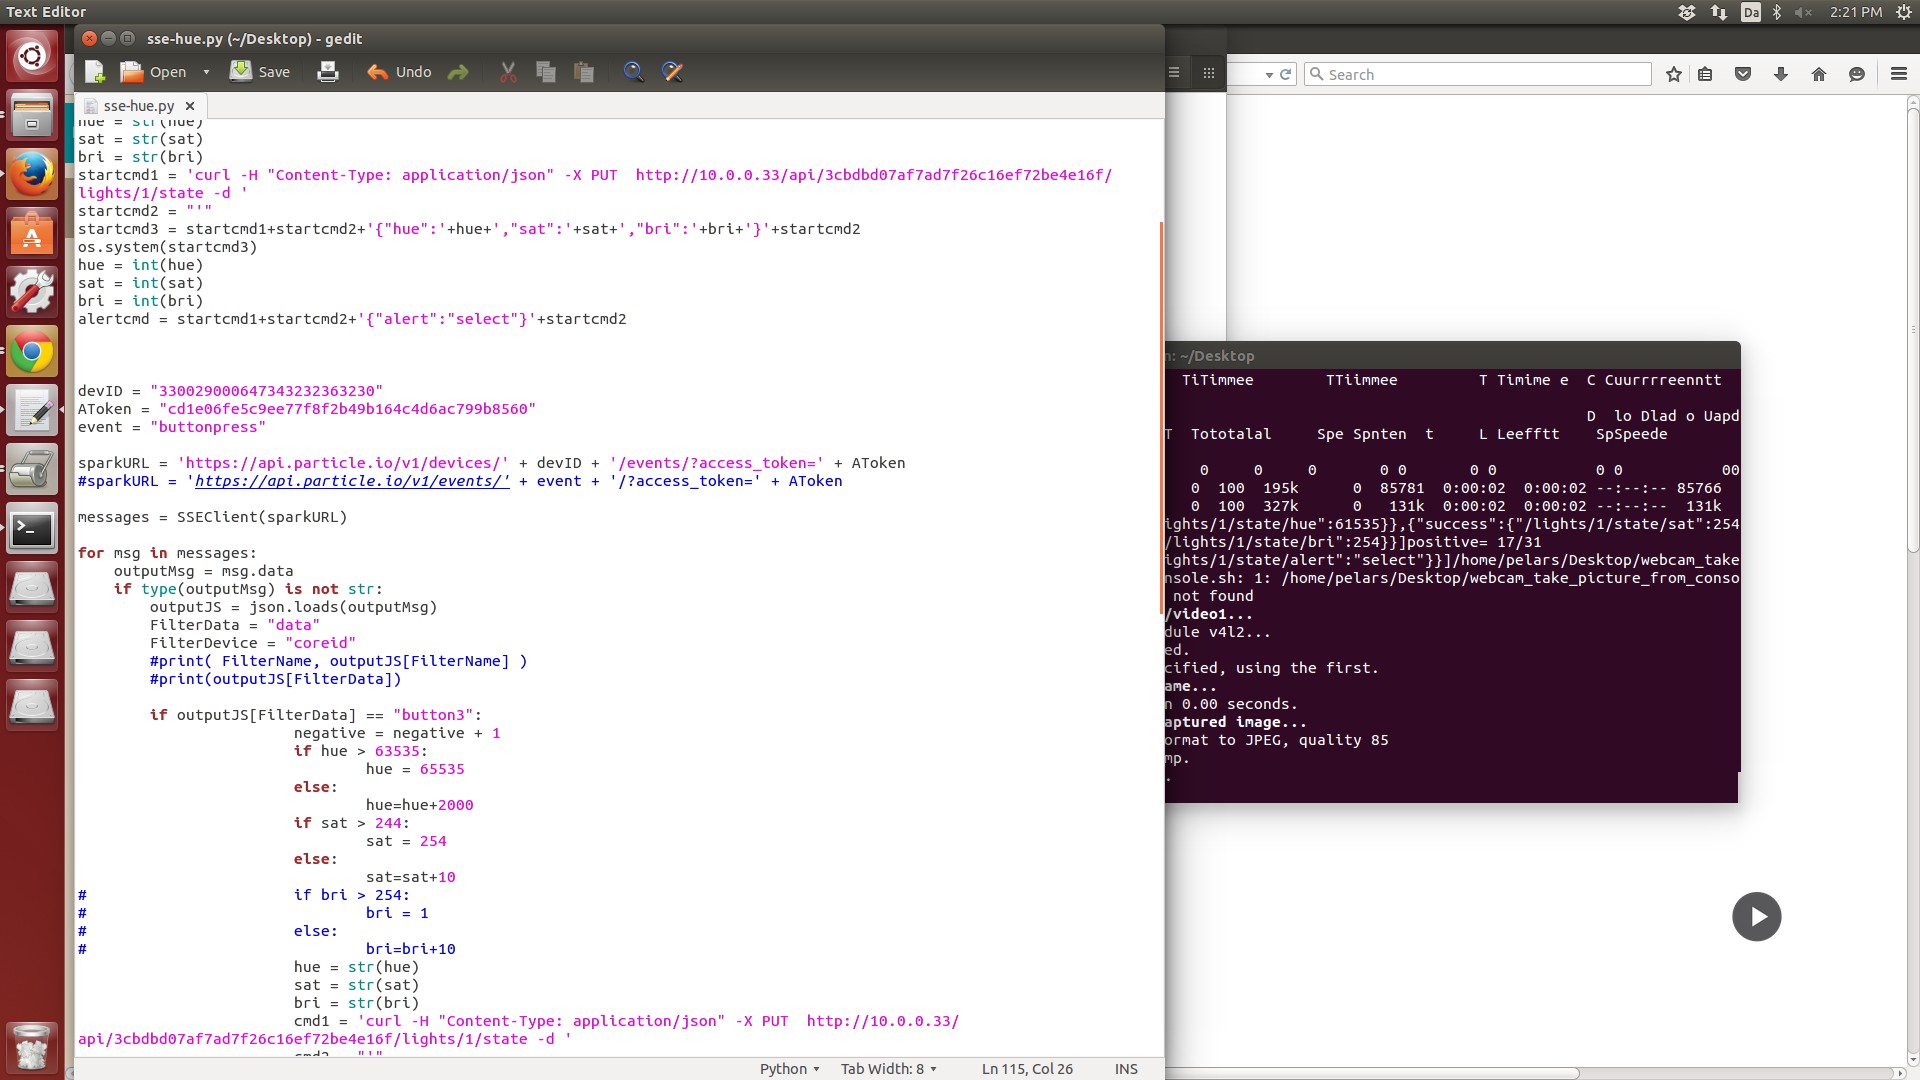 Text Editor
Da
2:21 PM
sse-hue.py (~/Desktop) - gedit
Open
Save
Undo
Search
sse-hue.py
hue = str(hue)
sat = str(sat)
bri = str(bri)
startcmd1 = 'curl -H "Content-Type: application/json" -X PUT  http://10.0.0.33/api/3cbdbd07af7ad7f26c16ef72be4e16f/
lights/1/state -d '
startcmd2 = "'"
startcmd3 = startcmd1+startcmd2+'{"hue":'+hue+',"sat":'+sat+',"bri":'+bri+'}'+startcmd2
os.system(startcmd3)
hue = int(hue)
sat = int(sat)
bri = int(bri)
alertcmd = startcmd1+startcmd2+'{"alert":"select"}'+startcmd2
devID = "330029000647343232363230"
AToken = "cd1e06fe5c9ee77f8f2b49b164c4d6ac799b8560"
event = "buttonpress"
sparkURL = 'https://api.particle.io/v1/devices/' + devID + '/events/?access_token=' + AToken
#sparkURL = 'https://api.particle.io/v1/events/' + event + '/?access_token=' + AToken
messages = SSEClient(sparkURL)
for msg in messages:
outputMsg = msg.data
if type(outputMsg) is not str:
outputJS = json.loads(outputMsg)
FilterData = "data"
FilterDevice = "coreid"
#print( FilterName, outputJS[FilterName] )
#print(outputJS[FilterData])
if outputJS[FilterData] == "button3":
negative = negative + 1
if hue > 63535:
hue = 65535
else:
hue=hue+2000
if sat > 244:
sat = 254
else:
sat=sat+10
# if bri > 254:
# bri = 1
# else:
# bri=bri+10
hue = str(hue)
sat = str(sat)
bri = str(bri)
cmd1 = 'curl -H "Content-Type: application/json" -X PUT  http://10.0.0.33/
api/3cbdbd07af7ad7f26c16ef72be4e16f/lights/1/state -d '
cmd2 = "'"
Python
Tab Width: 8
Ln 115, Col 26
INS
n: ~/Desktop
TiTimmee TTiimmee T Timime e C Cuurrrreenntt
D lo Dlad o Uapd
T Tototalal Spe Spnten t L Leefftt SpSpeede
0 0 0 0 0 0 0 0 0 00
0 100 195k 0 85781 0:00:02 0:00:02 --:--:-- 85766
0 100 327k 0 131k 0:00:02 0:00:02 --:--:-- 131k
ights/1/state/hue":61535}},{"success":{"/lights/1/state/sat":254
/lights/1/state/bri":254}}]positive= 17/31
ights/1/state/alert":"select"}}]/home/pelars/Desktop/webcam_take
nsole.sh: 1: /home/pelars/Desktop/webcam_take_picture_from_conso
not found
/video1...
dule v4l2...
ed.
cified, using the first.
ame...
n 0.00 seconds.
aptured image...
ormat to JPEG, quality 85
mp.
.